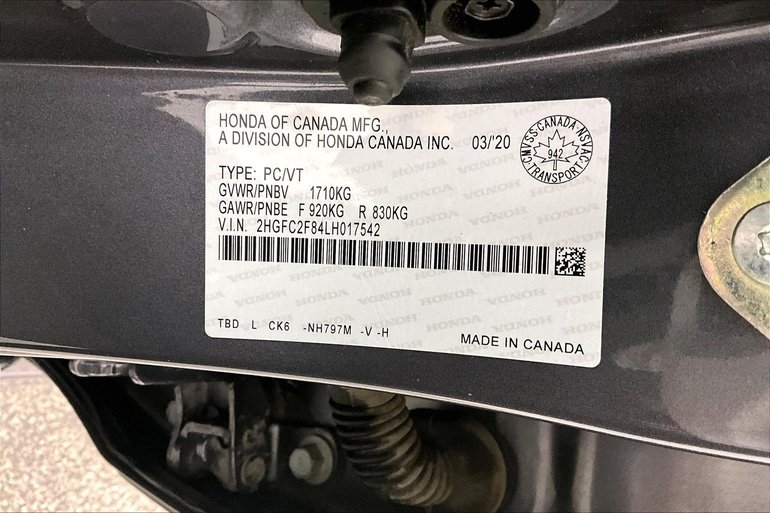 HONDA OF CANADA MFG.,
A DIVISION OF HONDA CANADA INC. 03/'20
CMVSS·CANADA·NSVAC
942
TRANSPORT
TYPE: PC/VT
GVWR/PNBV 1710KG
GAWR/PNBE F 920KG R 830KG
V.I.N. 2HGFC2F84LH017542
TBD L CK6 -NH797M -V -H
MADE IN CANADA